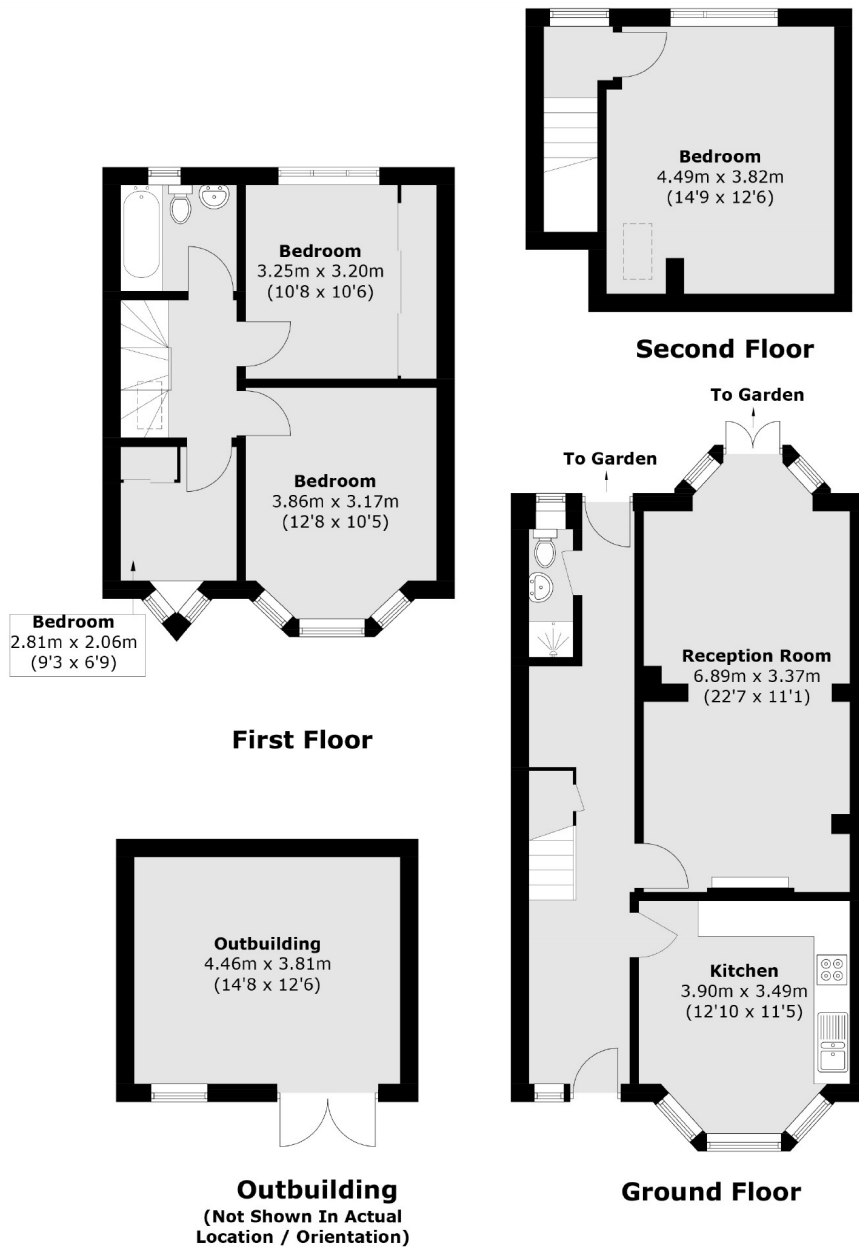 Bedroom
4.49m x 3.82m
(14'9 x 12'6)
Second Floor
Bedroom
3.25m x 3.20m
(10'8 x 10'6)
Bedroom
3.86m x 3.17m
(12'8 x 10'5)
Bedroom
2.81m x 2.06m
(9'3 x 6'9)
First Floor
To Garden
To Garden
Reception Room
6.89m x 3.37m
(22'7 x 11'1)
Kitchen
3.90m x 3.49m
(12'10 x 11'5)
Ground Floor
Outbuilding
4.46m x 3.81m
(14'8 x 12'6)
Outbuilding
(Not Shown In Actual
Location / Orientation)